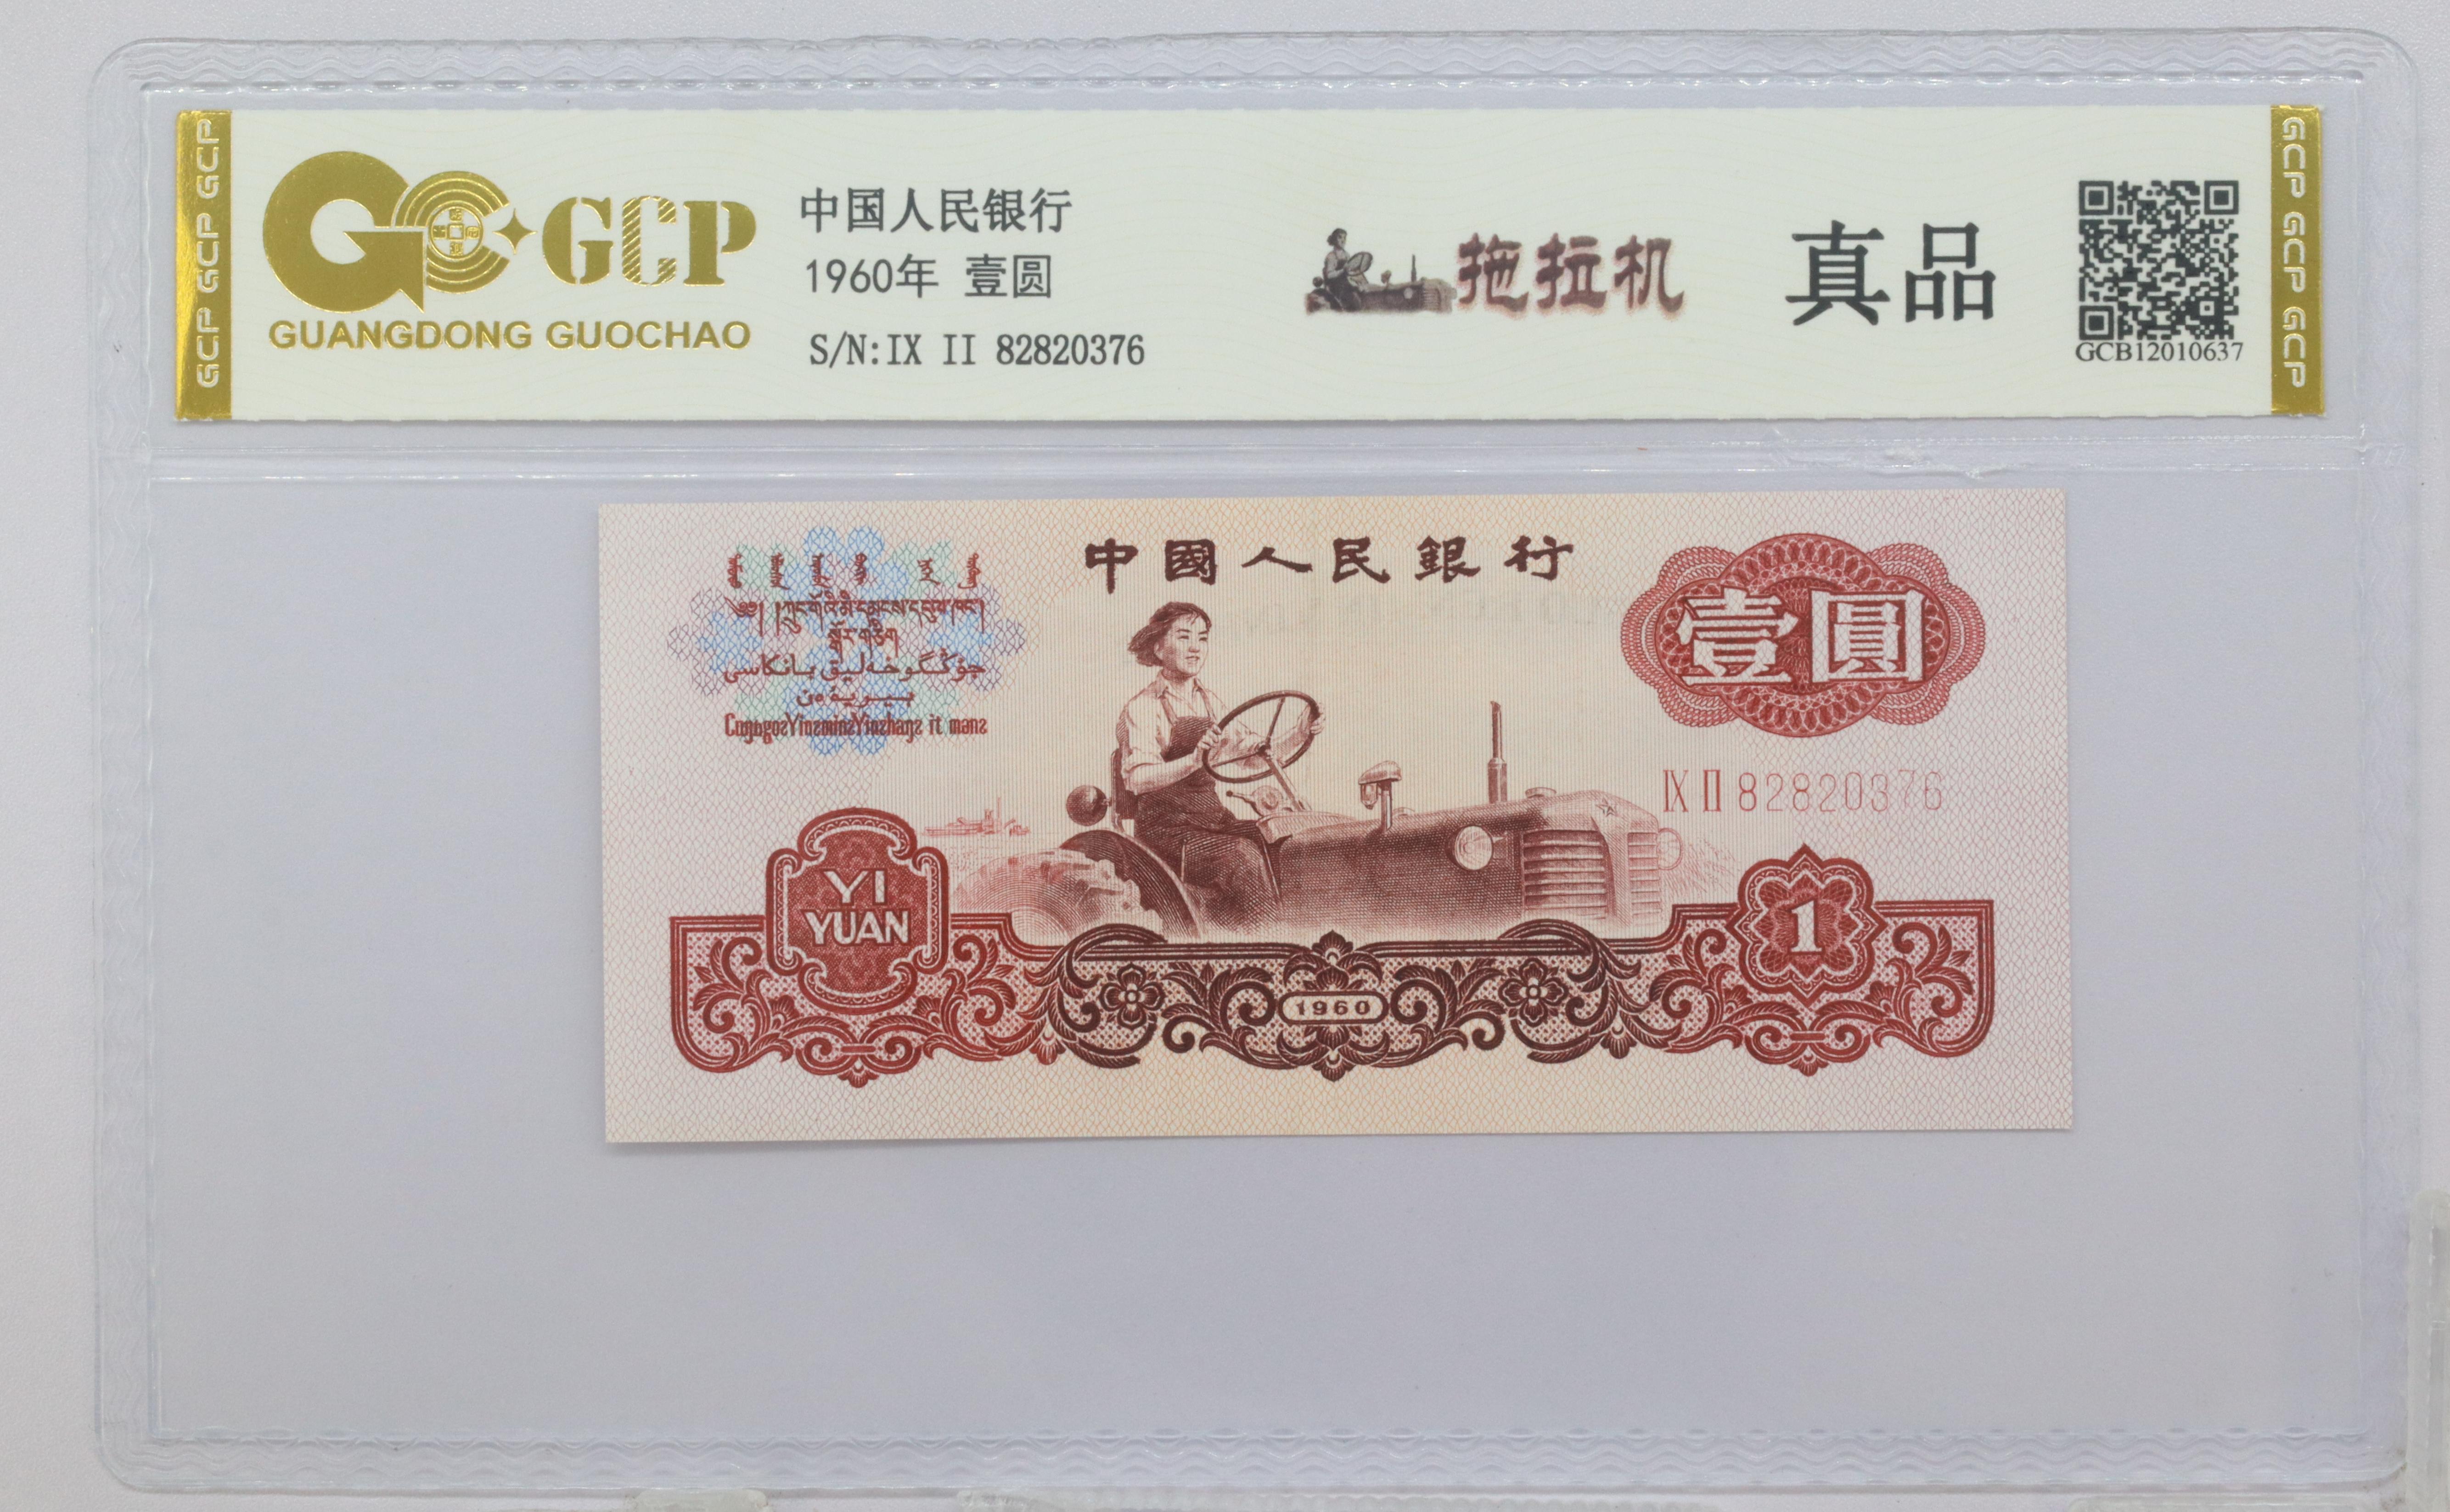 GCP GCP GCP
GCP
GUANGDONG GUOCHAO
中国人民银行
1960年 壹圆
S/N:IX II 82820376
拖拉机
真品
GCB12010637
GCP GCP GCP
中國人民銀行
壹圓
IX II 82820376
YI
YUAN
1
1960